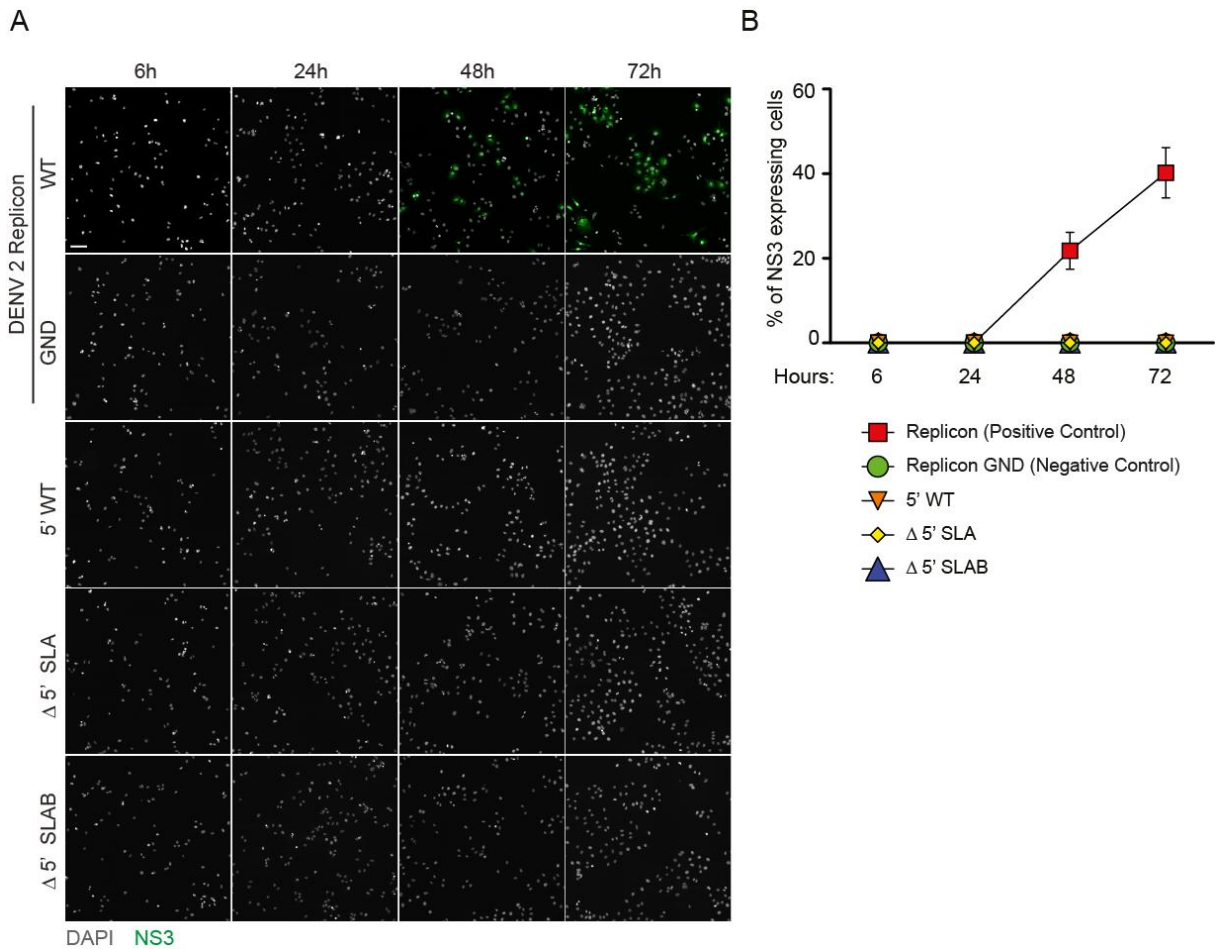 A
6h 24h 48h 72h
DENV 2 Replicon
WT
GND
5' WT
Δ 5' SLA
Δ 5' SLAB
DAPI NS3
B
% of NS3 expressing cells
60
40
20
0
Hours: 6 24 48 72
Replicon (Positive Control)
Replicon GND (Negative Control)
5' WT
Δ 5' SLA
Δ 5' SLAB